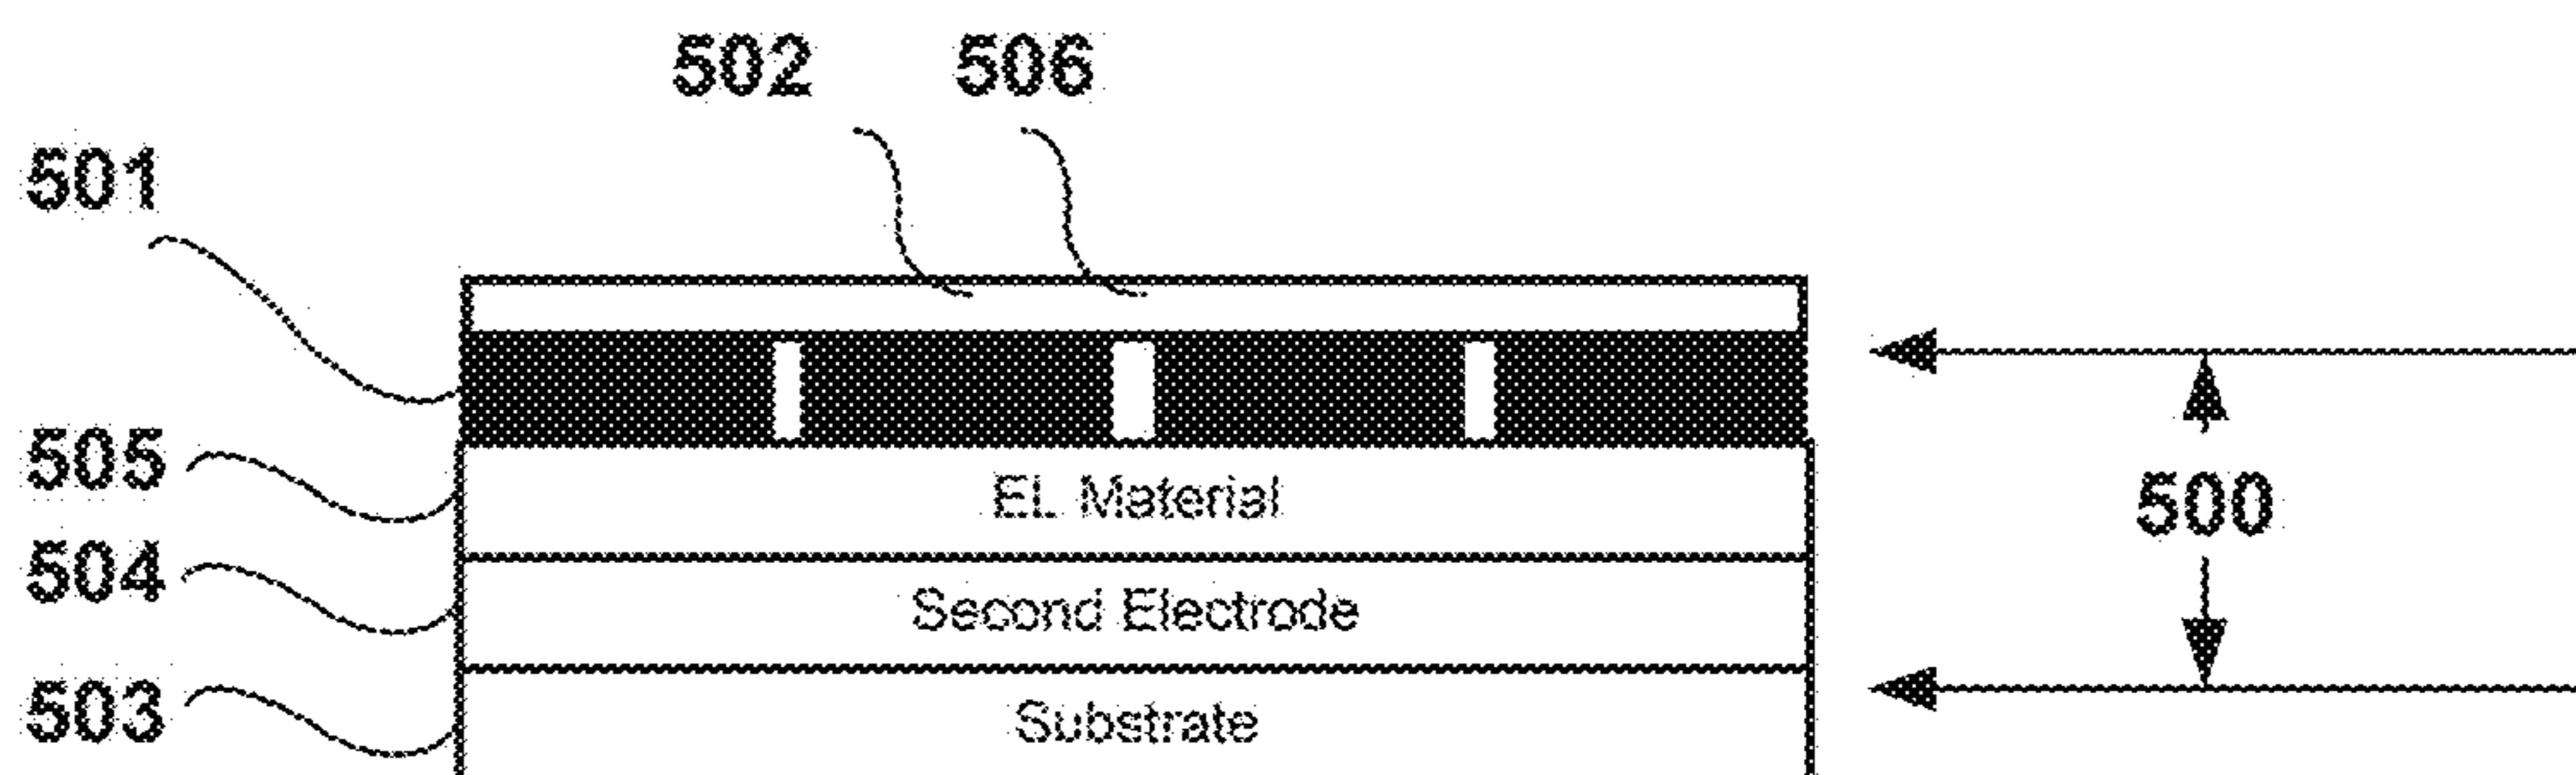 502 506
501
505 EL Material
500
504 Second Electrode
503 Substrate